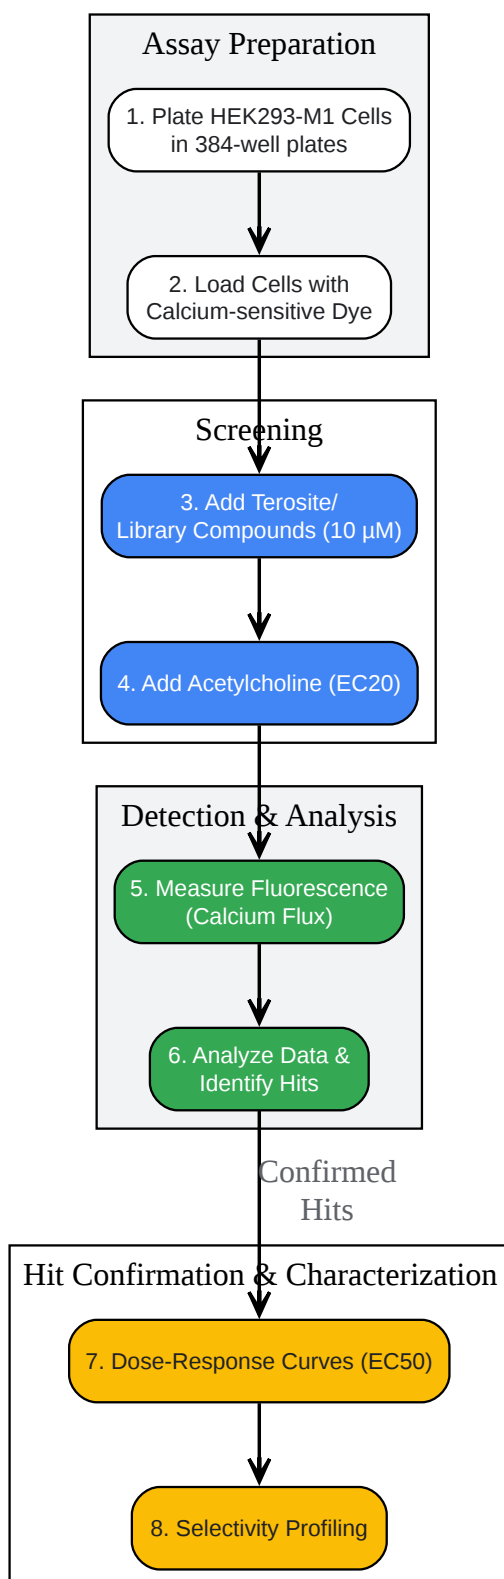 Assay Preparation
1. Plate HEK293-M1 Cells
in 384-well plates
2. Load Cells with
Calcium-sensitive Dye
Screening
3. Add Terosite/
Library Compounds (10 µM)
4. Add Acetylcholine (EC20)
Detection & Analysis
5. Measure Fluorescence
(Calcium Flux)
6. Analyze Data &
Identify Hits
Confirmed
Hits
Hit Confirmation & Characterization
7. Dose-Response Curves (EC50)
8. Selectivity Profiling